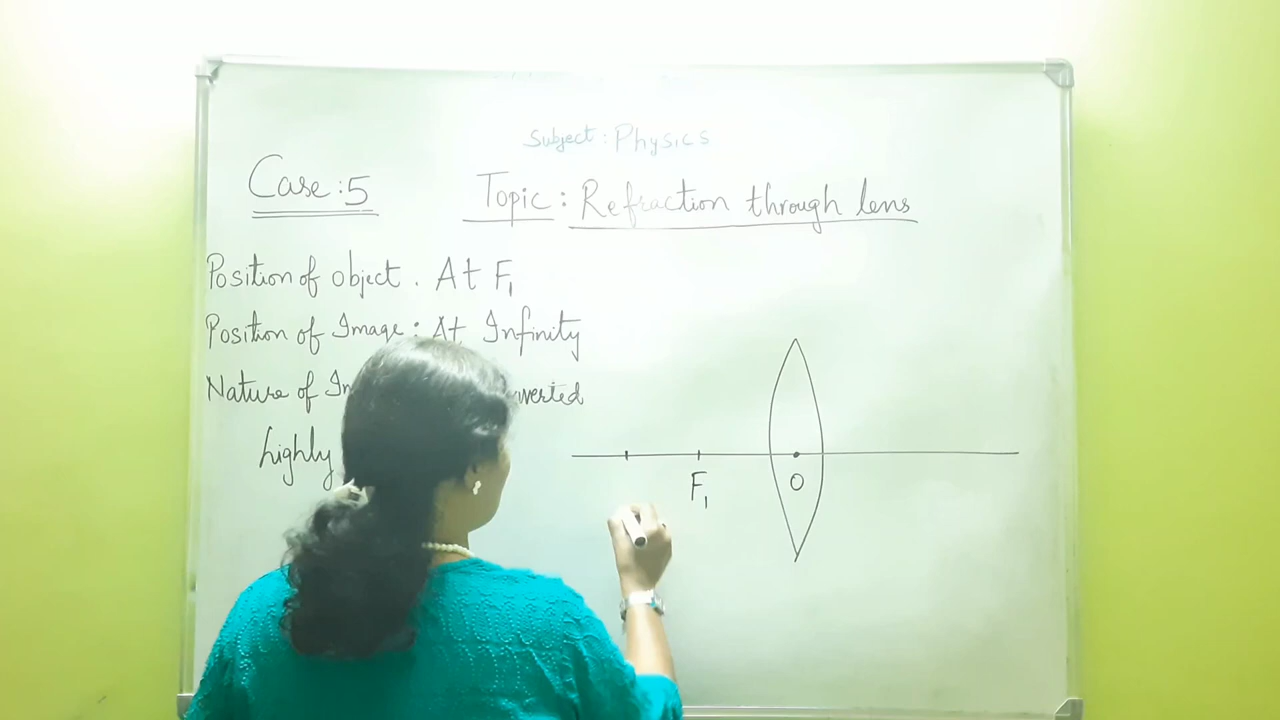 Subject: Physics
Case: 5
Topic: Refraction through lens
Position of object. At F1
Position of Image: At Infinity
Nature of
highly
F1
O